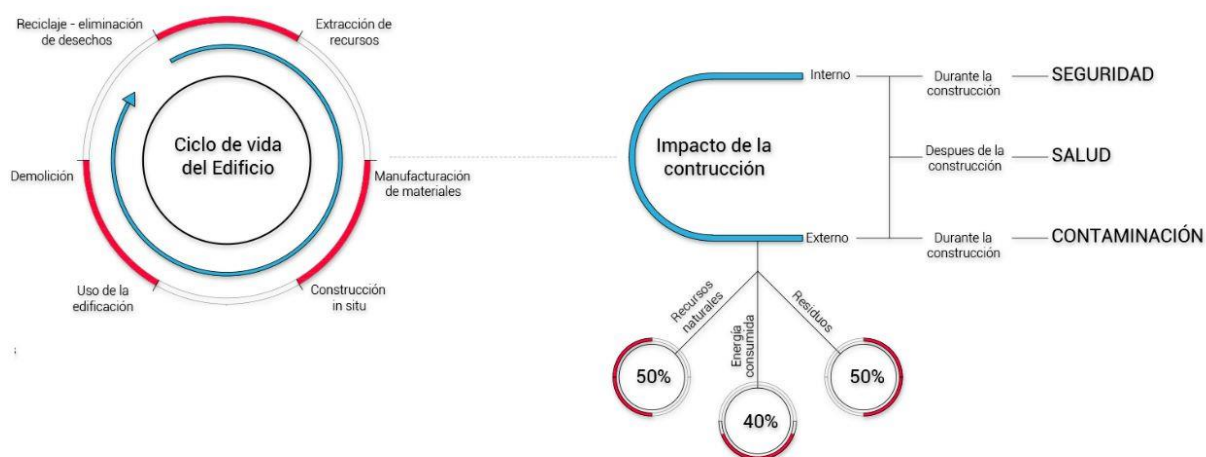 Reciclaje - eliminación
de desechos
Extracción de
recursos
Ciclo de vida
del Edificio
Demolición
Manufacturación
de materiales
Uso de la
edificación
Construcción
in situ
Impacto de la
contrucción
Interno
Durante la
construcción
SEGURIDAD
Despues de la
construcción
SALUD
Externo
Durante la
construcción
CONTAMINACIÓN
Recursos
naturales
Energía
consumida
Residuos
50%
40%
50%